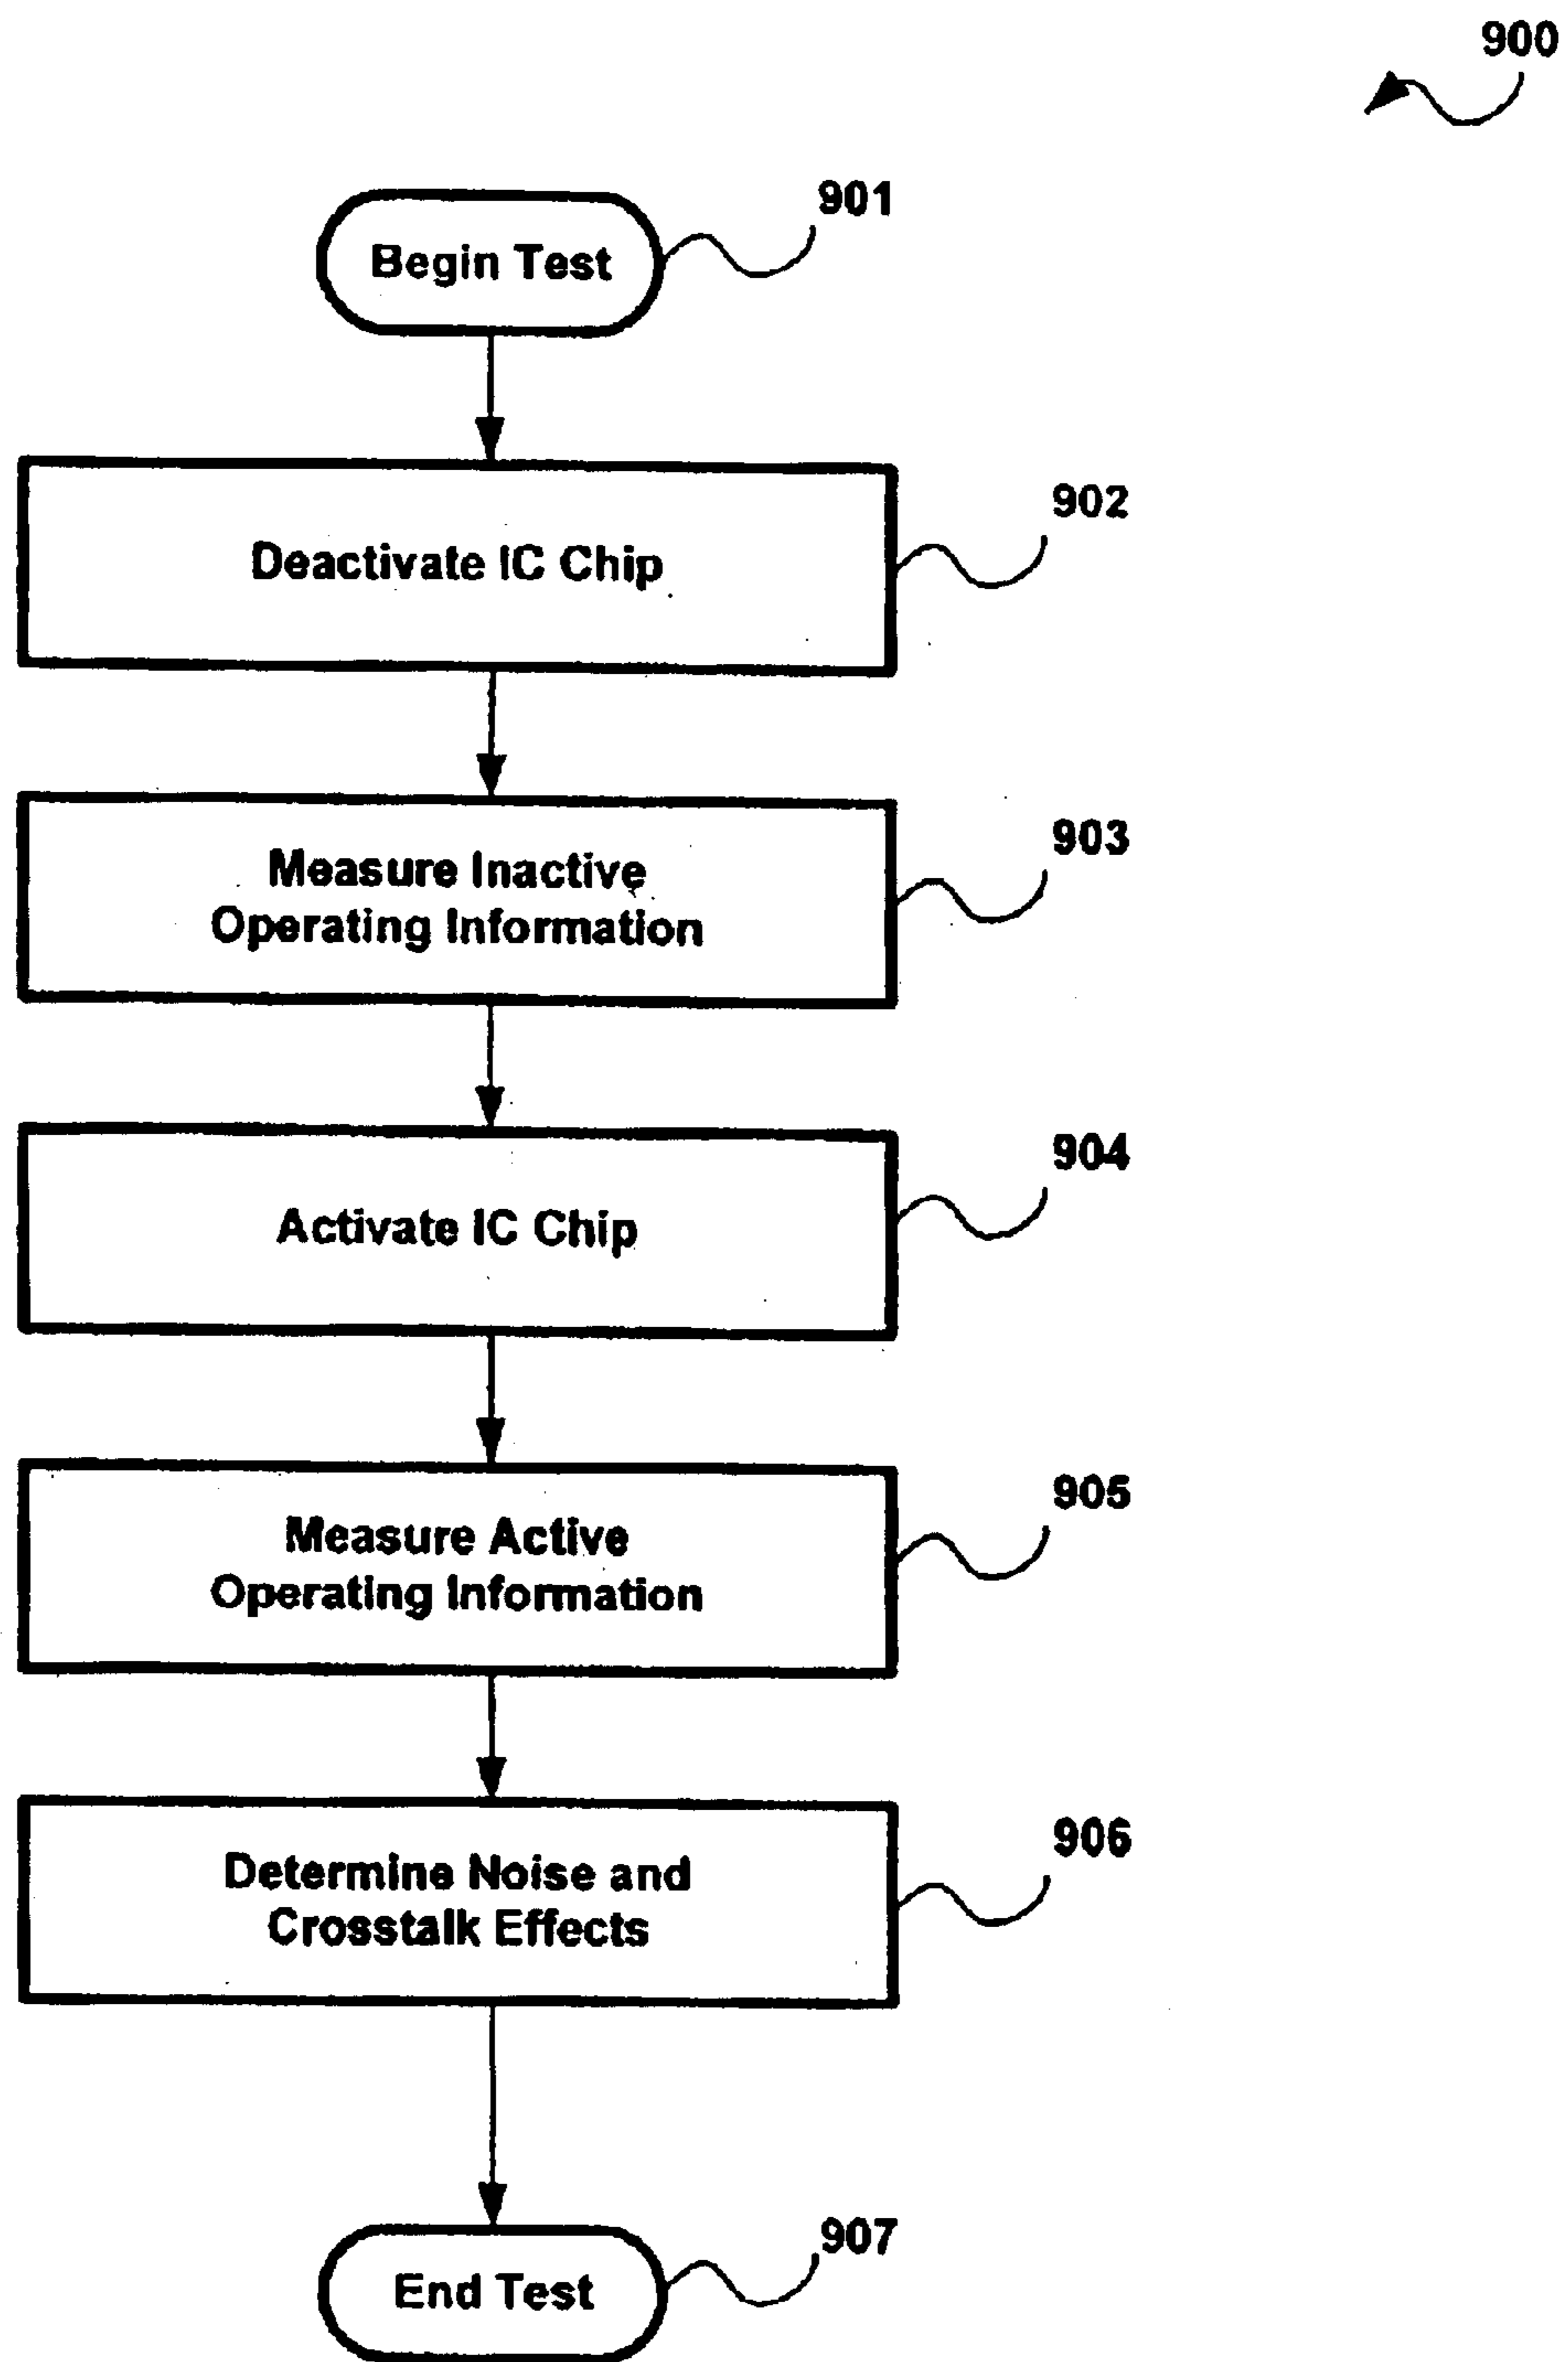 900
901
Begin Test
902
Deactivate IC Chip
903
Measure Inactive
Operating Information
904
Activate IC Chip
905
Measure Active
Operating Information
906
Determine Noise and
Crosstalk Effects
907
End Test